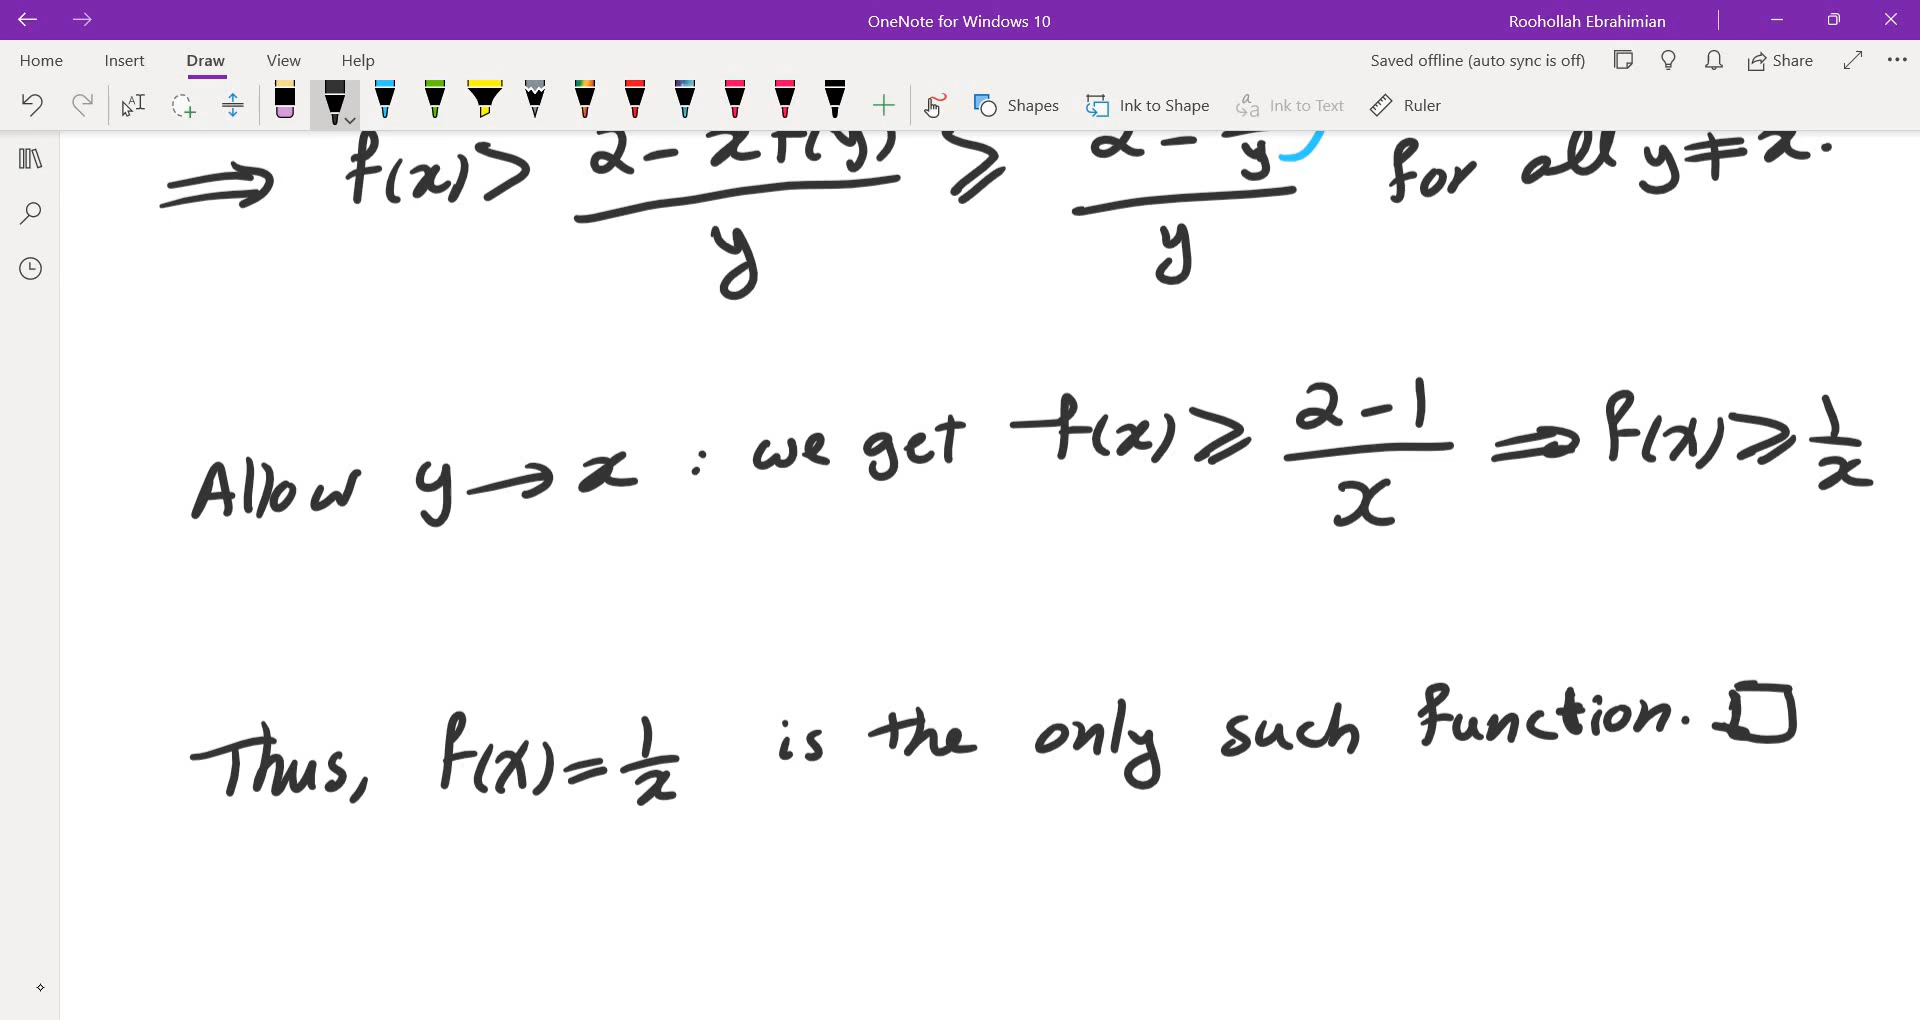 OneNote for Windows 10
Roohollah Ebrahimian
Home Insert Draw View Help
Saved offline (auto sync is off) Share
Shapes Ink to Shape Ink to Text Ruler
⟹ f(x) > (2 - x f(y))/y ≥ (2 - x/y)/y for all y ≠ x.
Allow y → x : we get f(x) ≥ (2-1)/x ⟹ f(x) ≥ 1/x
Thus, f(x) = 1/x is the only such function. □